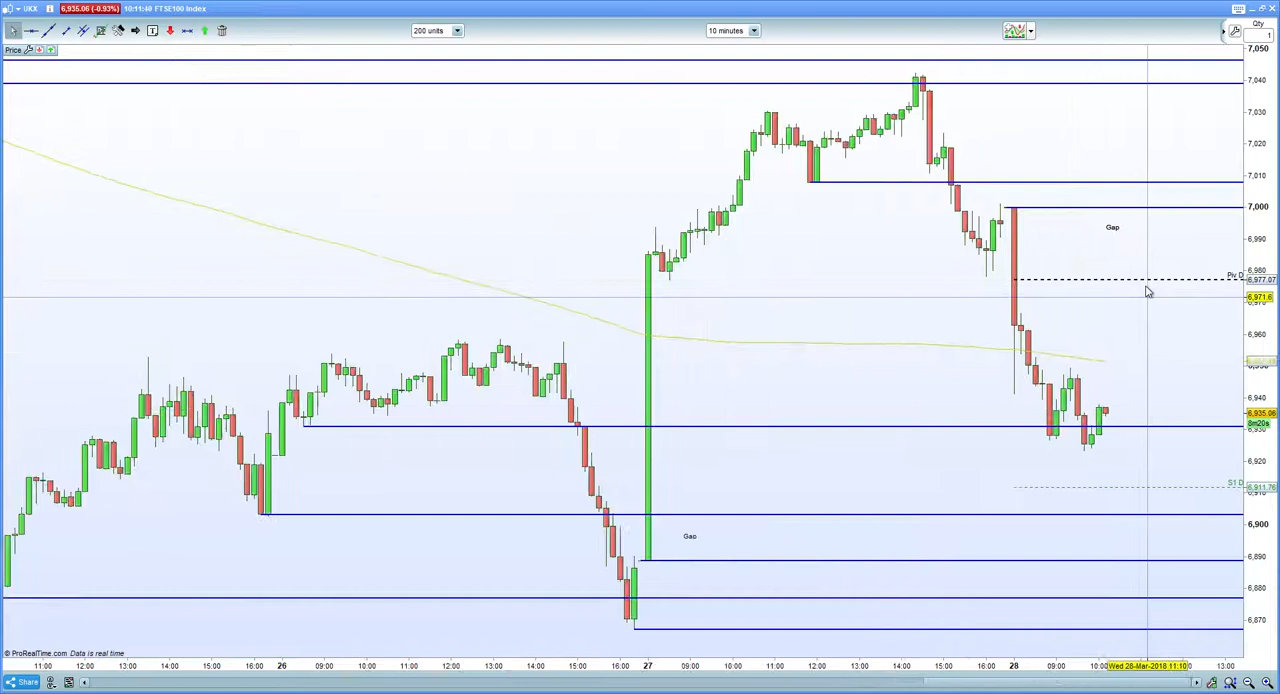 UKX 6,935.06 (-0.93%) 10:11:40 FTSE100 Index
200 units 10 minutes Qty
1
Price
7,050
7,040
7,030
7,020
7,010
7,000
Gap
6,990
6,980
Piv D
6,977.07
6,971.6
6,960
6,940
6,935.06
8m20s
6,930
6,920
S1 D 6,911.76
6,900
Gap
6,890
6,880
6,870
© ProRealTime.com Data is real time
11:00 12:00 13:00 14:00 15:00 16:00 26 09:00 10:00 11:00 12:00 13:00 14:00 15:00 16:00 27 09:00 10:00 11:00 12:00 13:00 14:00 15:00 16:00 28 09:00 10:00 Wed 28-Mar-2018 11:10 13:00
Share